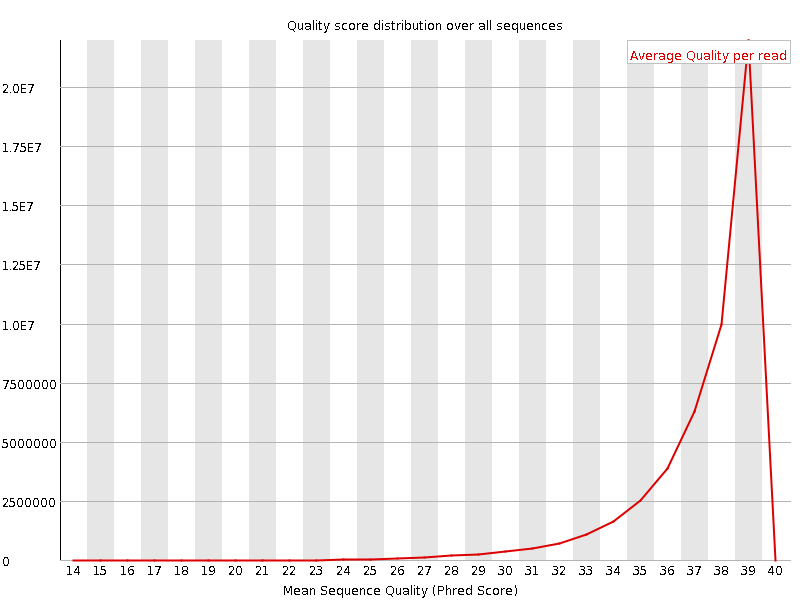 Quality score distribution over all sequences
Average Quality per read
2.0E7
1.75E7
1.5E7
1.25E7
1.0E7
7500000
5000000
2500000
0
14 15 16 17 18 19 20 21 22 23 24 25 26 27 28 29 30 31 32 33 34 35 36 37 38 39 40
Mean Sequence Quality (Phred Score)